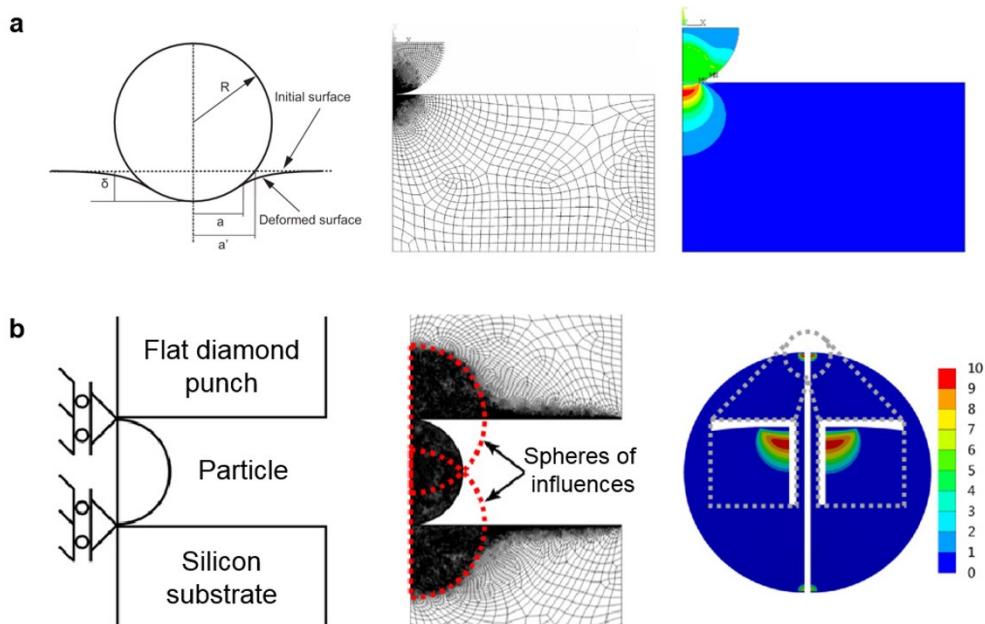 a
R
Initial surface
δ
Deformed surface
a
a'
X
X
b
Flat diamond
punch
Particle
Silicon
substrate
Spheres of
influences
10
9
8
7
6
5
4
3
2
1
0